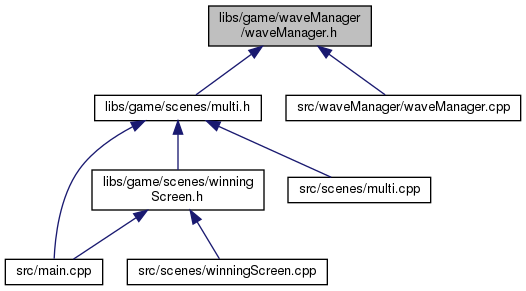 libs/game/waveManager
/waveManager.h
libs/game/scenes/multi.h
src/waveManager/waveManager.cpp
libs/game/scenes/winning
Screen.h
src/scenes/multi.cpp
src/main.cpp
src/scenes/winningScreen.cpp